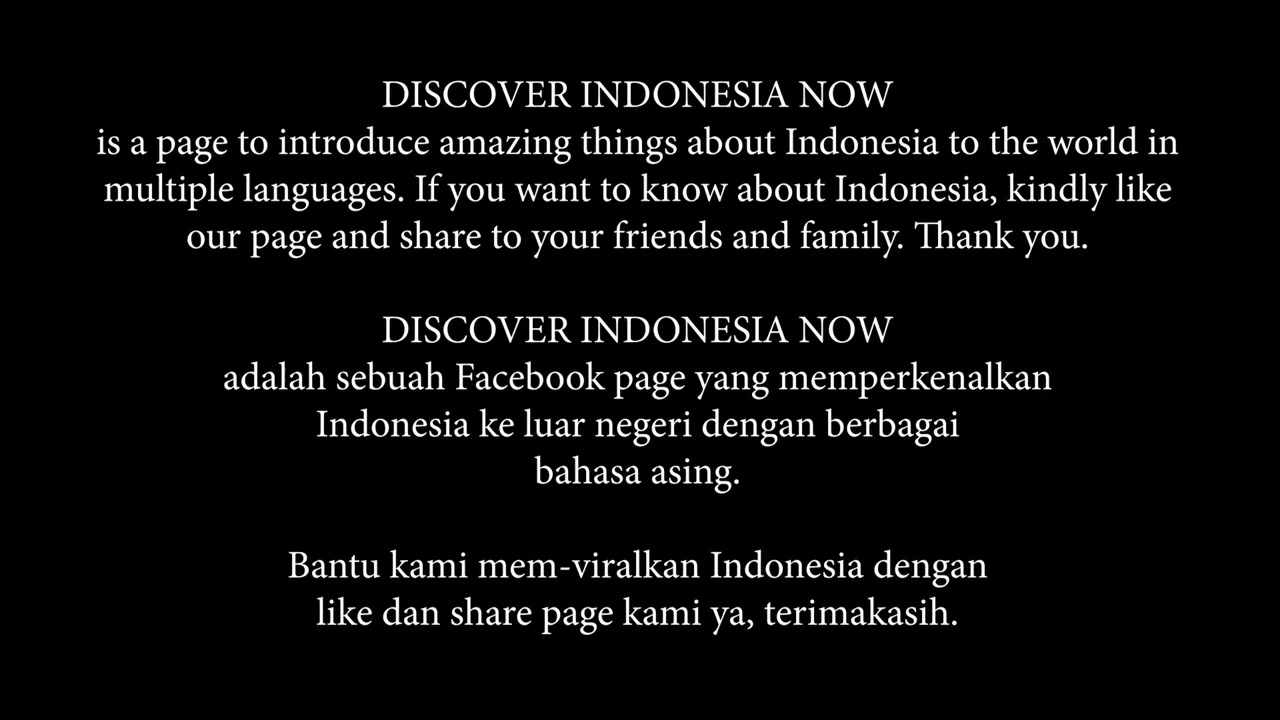 DISCOVER INDONESIA NOW
is a page to introduce amazing things about Indonesia to the world in
multiple languages. If you want to know about Indonesia, kindly like
our page and share to your friends and family. Thank you.
DISCOVER INDONESIA NOW
adalah sebuah Facebook page yang memperkenalkan
Indonesia ke luar negeri dengan berbagai
bahasa asing.
Bantu kami mem-viralkan Indonesia dengan
like dan share page kami ya, terimakasih.